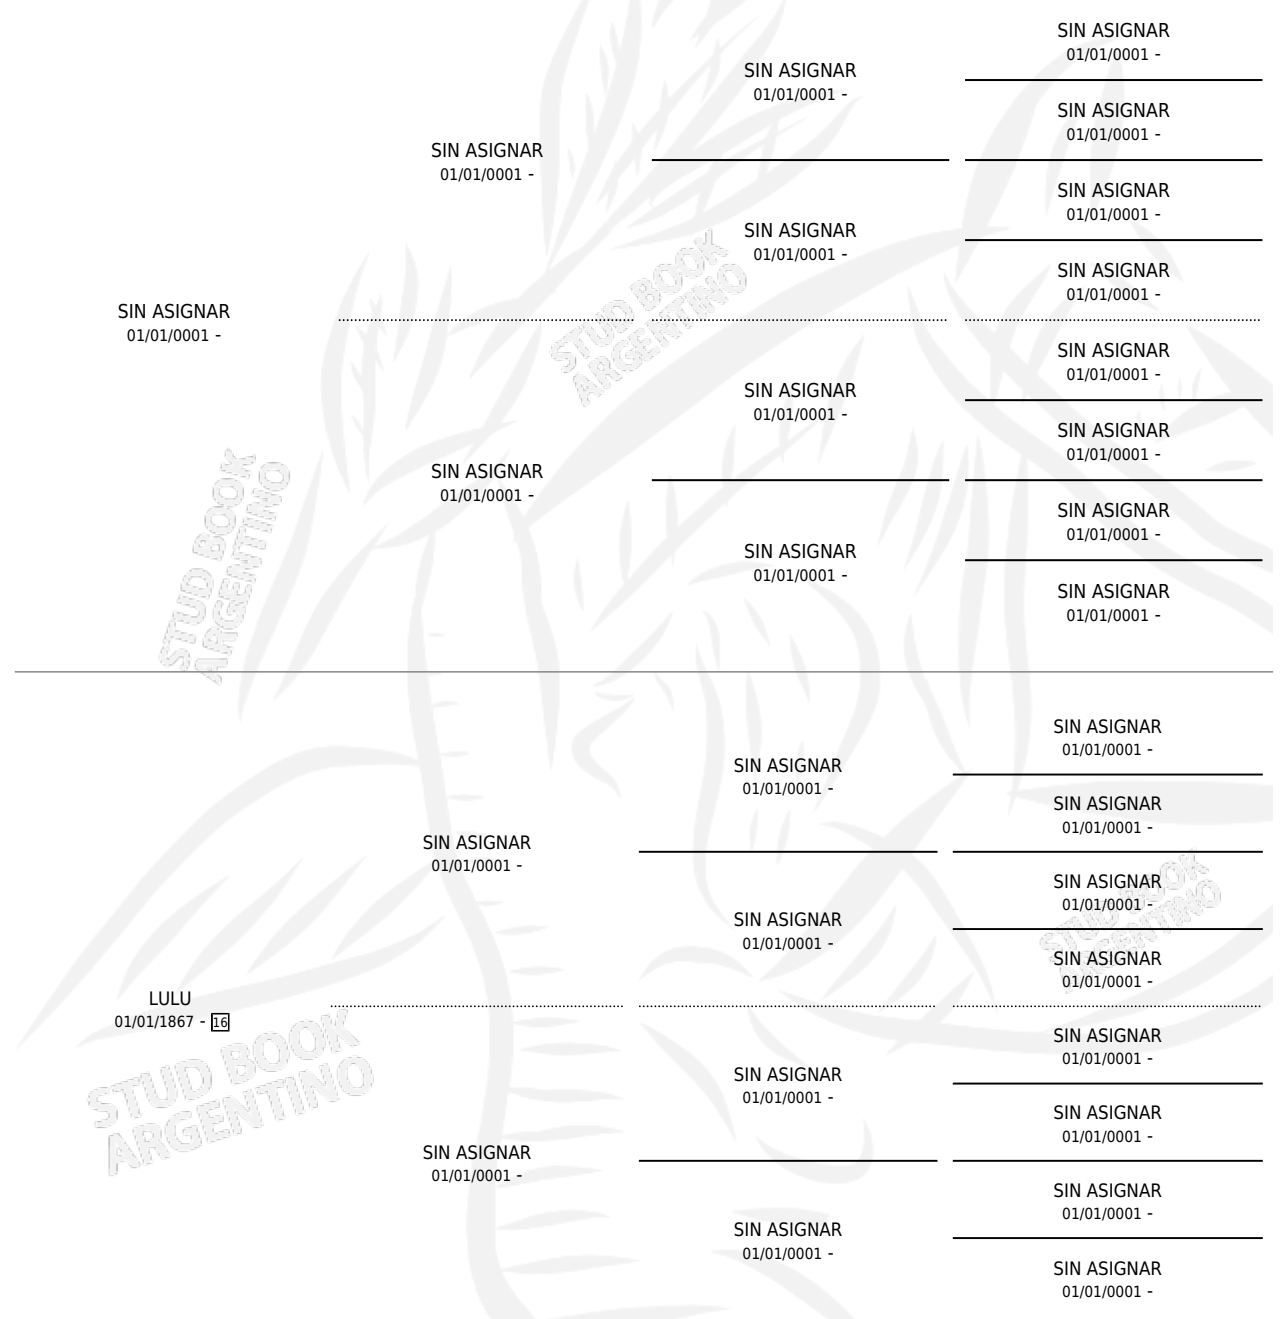 SIN ASIGNAR
01/01/0001 -
SIN ASIGNAR
01/01/0001 -
SIN ASIGNAR
01/01/0001 -
SIN ASIGNAR
01/01/0001 -
SIN ASIGNAR
01/01/0001 -
SIN ASIGNAR
01/01/0001 -
SIN ASIGNAR
01/01/0001 -
SIN ASIGNAR
01/01/0001 -
STUD BOOK
ARGENTINO
SIN ASIGNAR
01/01/0001 -
SIN ASIGNAR
01/01/0001 -
SIN ASIGNAR
01/01/0001 -
SIN ASIGNAR
01/01/0001 -
SIN ASIGNAR
01/01/0001 -
STUD BOOK
ARGENTINO
SIN ASIGNAR
01/01/0001 -
SIN ASIGNAR
01/01/0001 -
SIN ASIGNAR
01/01/0001 -
SIN ASIGNAR
01/01/0001 -
SIN ASIGNAR
01/01/0001 -
SIN ASIGNAR
01/01/0001 -
SIN ASIGNAR
01/01/0001 -
SIN ASIGNAR
01/01/0001 -
SIN ASIGNAR
01/01/0001 -
STUD BOOK
ARGENTINO
SIN ASIGNAR
01/01/0001 -
SIN ASIGNAR
01/01/0001 -
LULU
01/01/1867 - 16
STUD BOOK
ARGENTINO
SIN ASIGNAR
01/01/0001 -
SIN ASIGNAR
01/01/0001 -
SIN ASIGNAR
01/01/0001 -
SIN ASIGNAR
01/01/0001 -
SIN ASIGNAR
01/01/0001 -
SIN ASIGNAR
01/01/0001 -
SIN ASIGNAR
01/01/0001 -